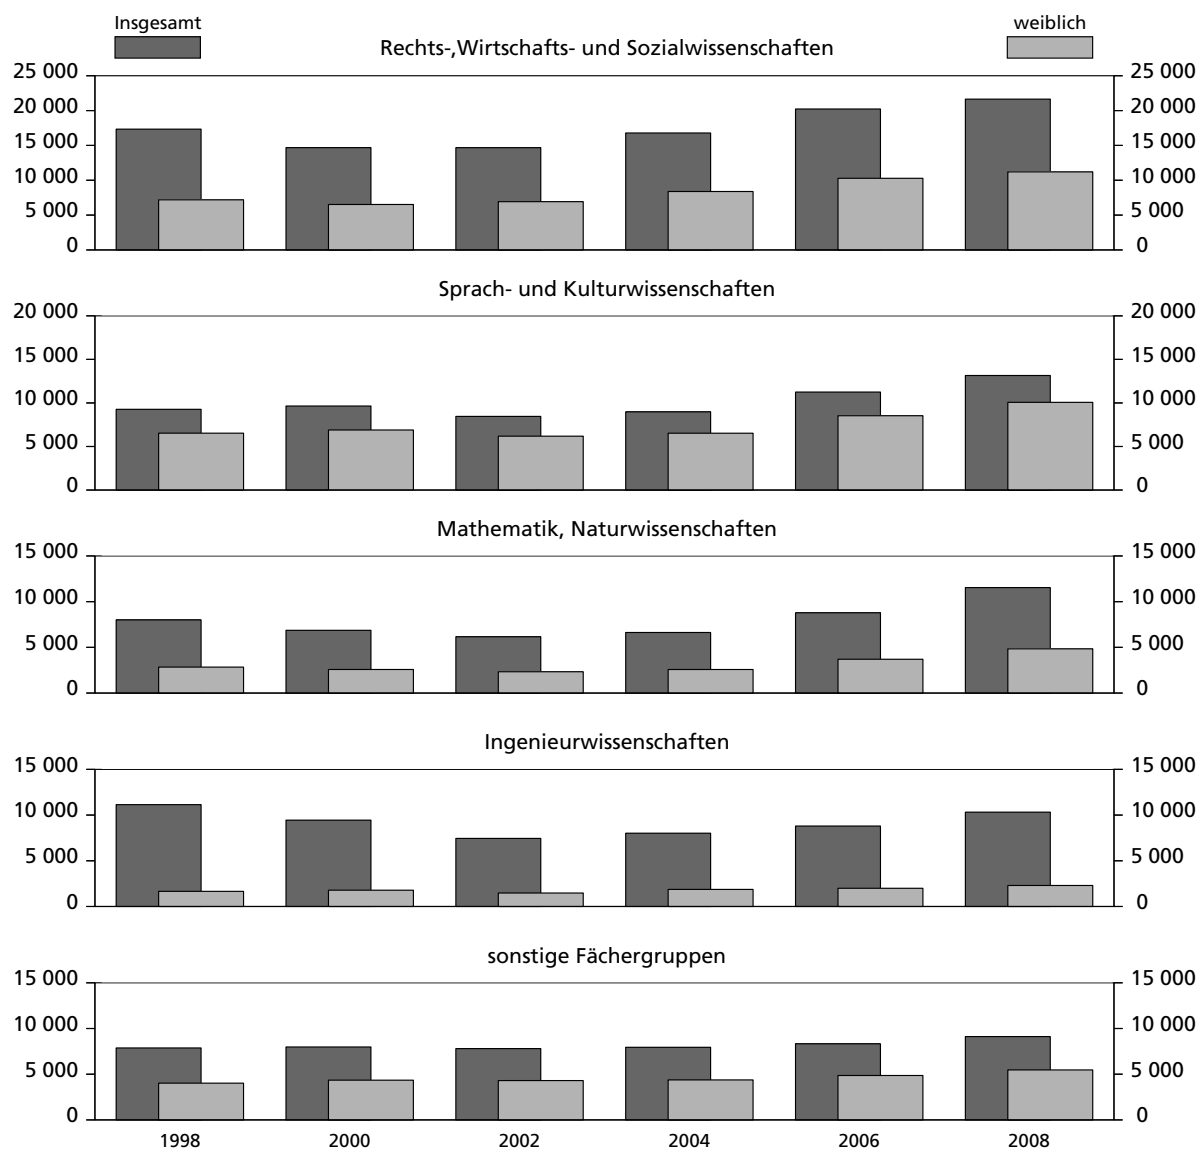 Insgesamt
weiblich
Rechts-,Wirtschafts- und Sozialwissenschaften
25 000 25 000
20 000 20 000
15 000 15 000
10 000 10 000
5 000 5 000
0 0
Sprach- und Kulturwissenschaften
20 000 20 000
15 000 15 000
10 000 10 000
5 000 5 000
0 0
Mathematik, Naturwissenschaften
15 000 15 000
10 000 10 000
5 000 5 000
0 0
Ingenieurwissenschaften
15 000 15 000
10 000 10 000
5 000 5 000
0 0
sonstige Fächergruppen
15 000 15 000
10 000 10 000
5 000 5 000
0 0
1998 2000 2002 2004 2006 2008